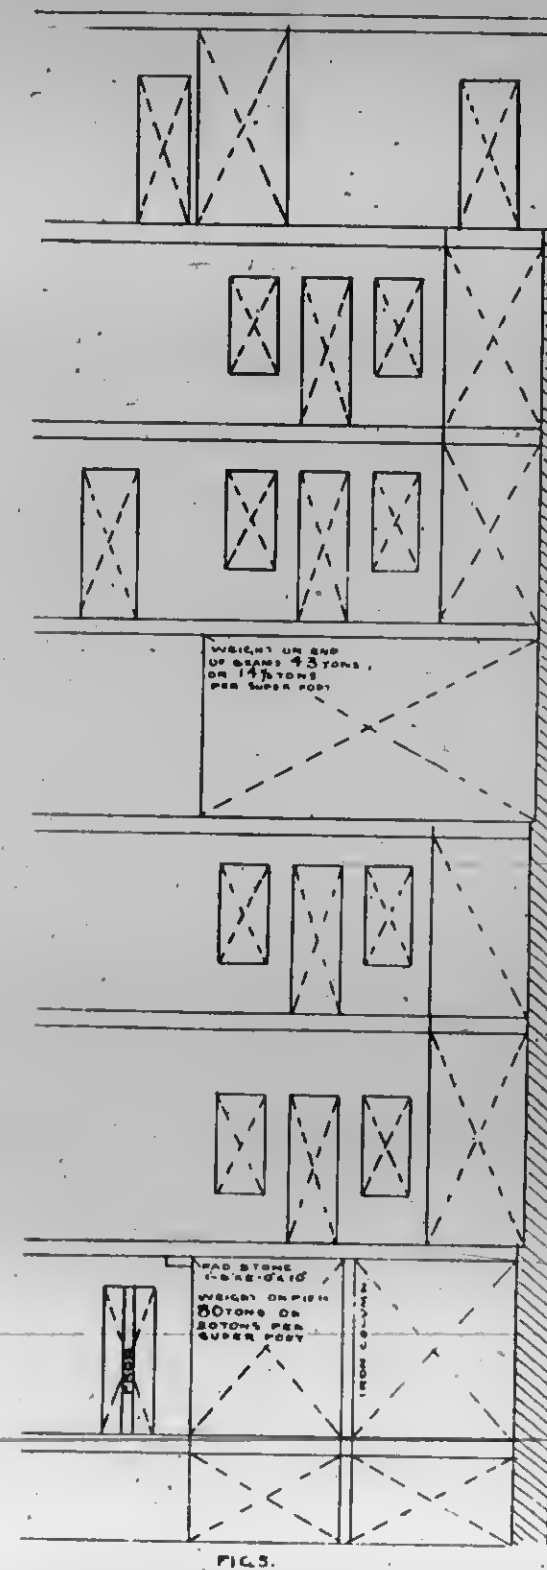 WEIGHT ON END
OF BEAMS 43 TONS,
OR 14⅓ TONS
PER SUPER FOOT
PAD STONE
WEIGHT ON PIER
80 TONS OR
20 TONS PER
SUPER FOOT
IRON COLUMN
FIG 5.